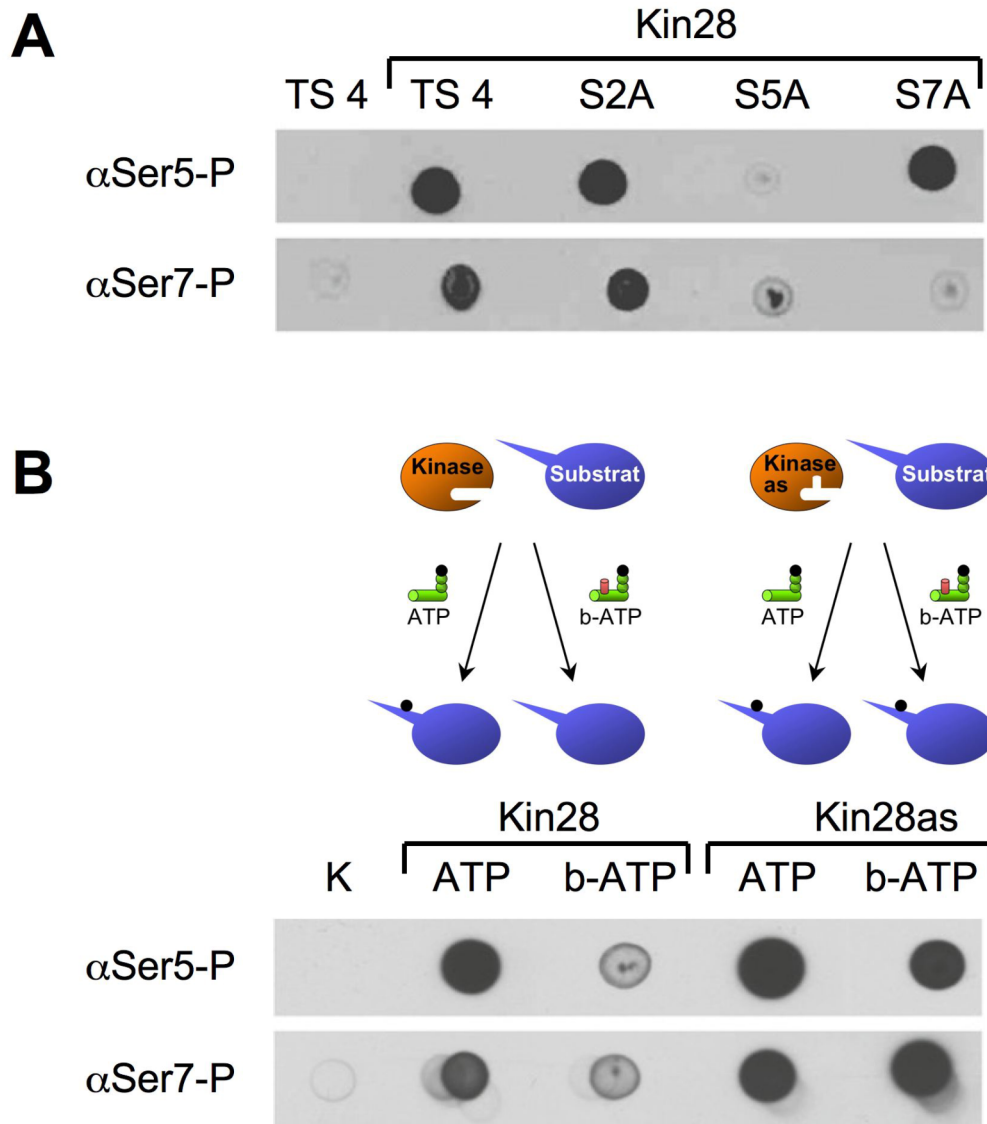 A
Kin28
TS 4 TS 4 S2A S5A S7A
αSer5-P
αSer7-P
B
Kinase Substrat Kinase as Substrat
ATP b-ATP ATP b-ATP
Kin28 Kin28as
K ATP b-ATP ATP b-ATP
αSer5-P
αSer7-P